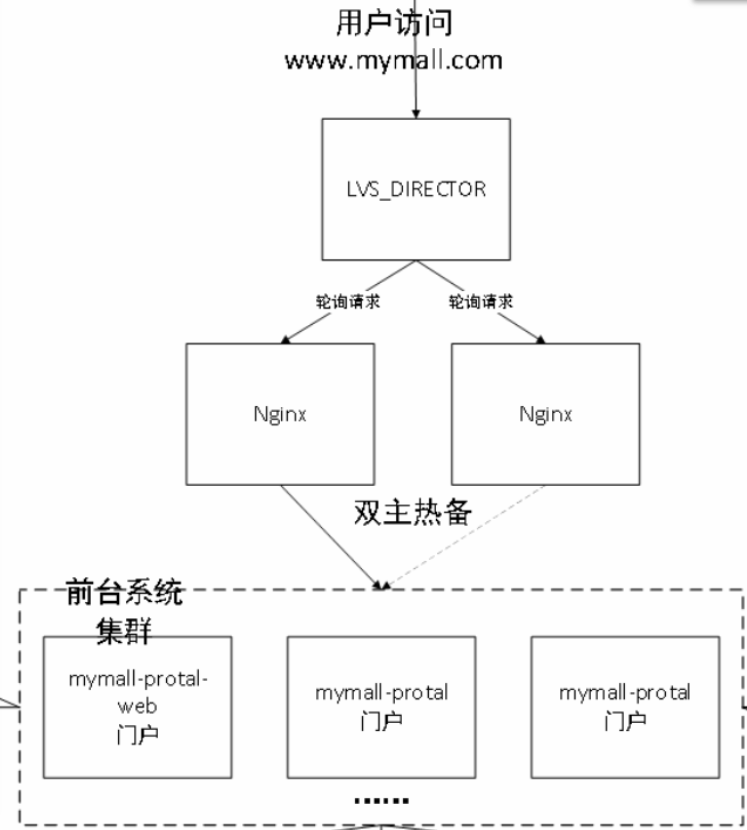 用户访问
www.mymall.com
LVS_DIRECTOR
轮询请求
轮询请求
Nginx
Nginx
双主热备
前台系统
集群
mymall-protal-
web
门户
mymall-protal
门户
mymall-protal
门户
......